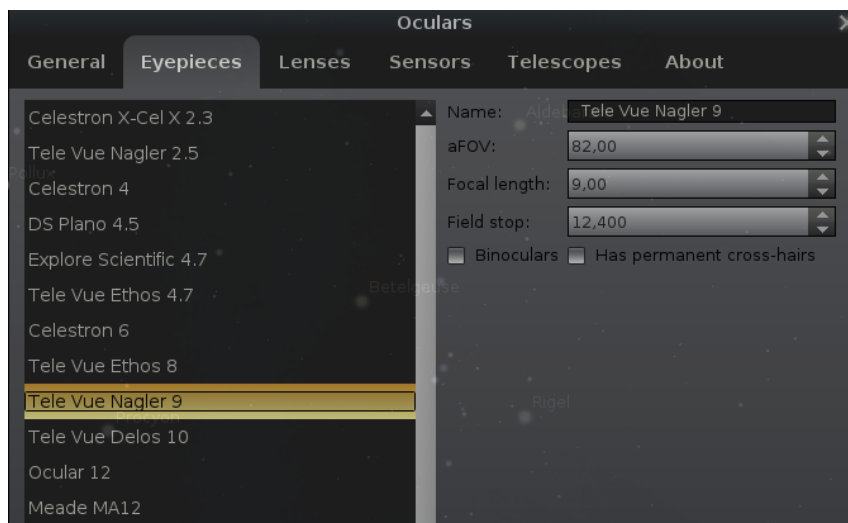 Oculars
General Eyepieces Lenses Sensors Telescopes About
Celestron X-Cel X 2.3
Tele Vue Nagler 2.5
Pollux
Celestron 4
DS Plano 4.5
Explore Scientific 4.7
Tele Vue Ethos 4.7
Celestron 6
Tele Vue Ethos 8
Tele Vue Nagler 9
Procyon
Tele Vue Delos 10
Ocular 12
Meade MA12
Name: Tele Vue Nagler 9
Aldebaran
aFOV: 82,00
Focal length: 9,00
Field stop: 12,400
Binoculars Has permanent cross-hairs
Betelgeuse
Rigel